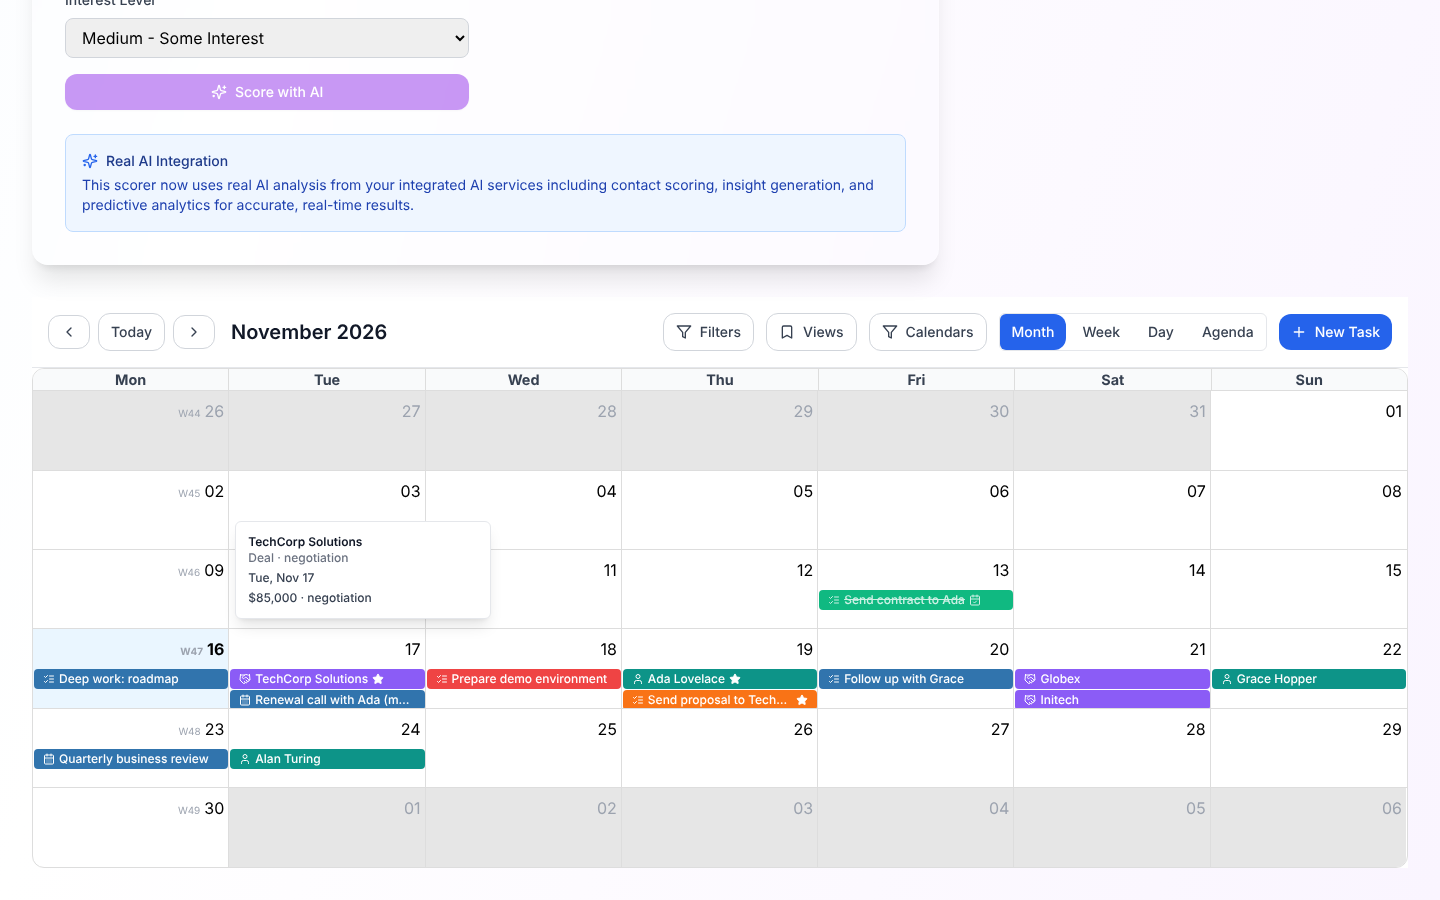 Interest Level
Medium - Some Interest
Score with AI
Real AI Integration
This scorer now uses real AI analysis from your integrated AI services including contact scoring, insight generation, and
predictive analytics for accurate, real-time results.
Today
November 2026
Filters
Views
Calendars
Month
Week
Day
Agenda
New Task
Mon
Tue
Wed
Thu
Fri
Sat
Sun
W44 26
27
28
29
30
31
01
W45 02
03
04
05
06
07
08
TechCorp Solutions
Deal · negotiation
Tue, Nov 17
$85,000 · negotiation
W46 09
11
12
13
14
15
Send contract to Ada
W47 16
17
18
19
20
21
22
Deep work: roadmap
TechCorp Solutions
Prepare demo environment
Ada Lovelace
Follow up with Grace
Globex
Grace Hopper
Renewal call with Ada (m...
Send proposal to Tech...
Initech
W48 23
24
25
26
27
28
29
Quarterly business review
Alan Turing
W49 30
01
02
03
04
05
06